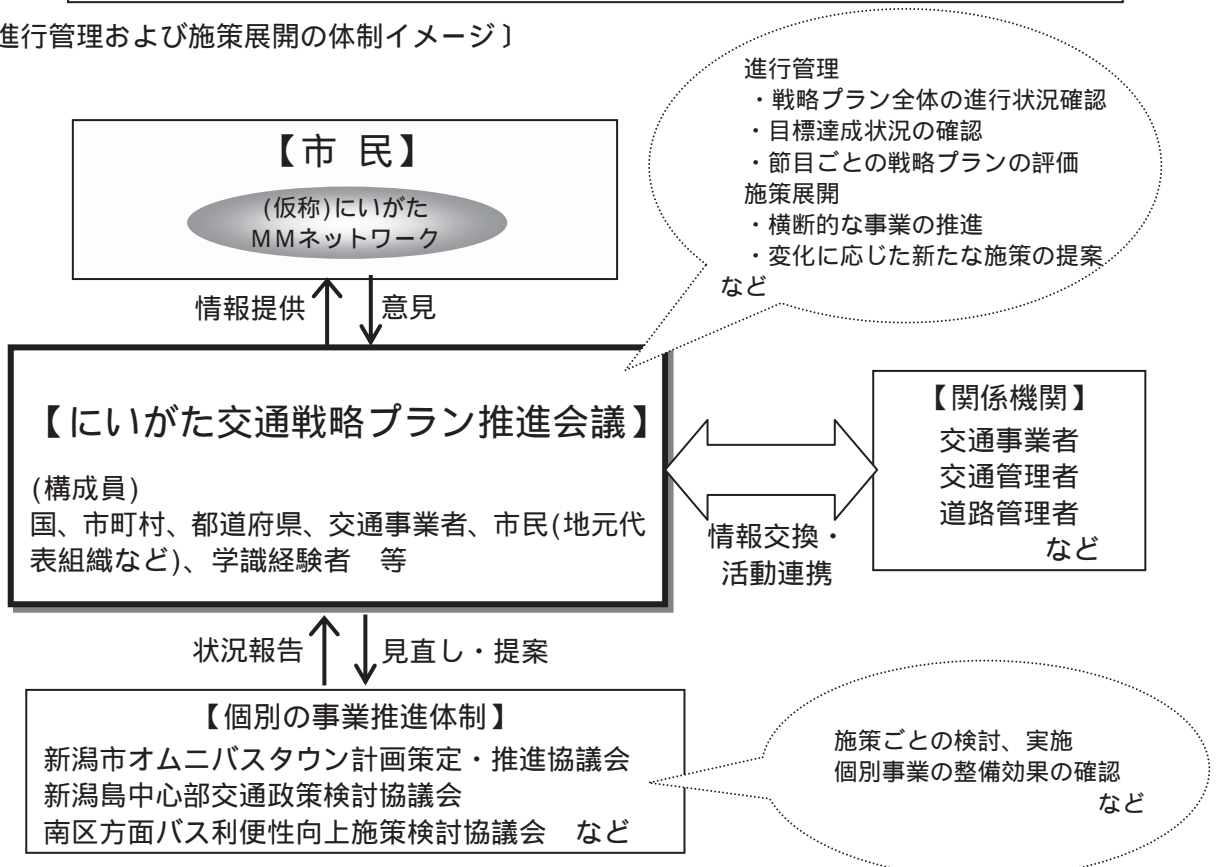 進行管理および施策展開の体制イメージ〕
進行管理
・戦略プラン全体の進行状況確認
・目標達成状況の確認
・節目ごとの戦略プランの評価
施策展開
・横断的な事業の推進
・変化に応じた新たな施策の提案
など
【市 民】
(仮称)にいがた
MMネットワーク
情報提供
意見
【にいがた交通戦略プラン推進会議】
(構成員)
国、市町村、都道府県、交通事業者、市民(地元代
表組織など)、学識経験者 等
情報交換・
活動連携
【関係機関】
交通事業者
交通管理者
道路管理者
など
状況報告
見直し・提案
【個別の事業推進体制】
新潟市オムニバスタウン計画策定・推進協議会
新潟島中心部交通政策検討協議会
南区方面バス利便性向上施策検討協議会 など
施策ごとの検討、実施
個別事業の整備効果の確認
など